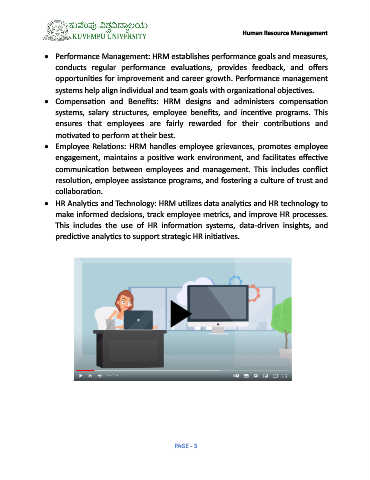 ಕುವೆಂಪು ವಿಶ್ವವಿದ್ಯಾಲಯ
KUVEMPU UNIVERSITY
Human Resource Management
• Performance Management: HRM establishes performance goals and measures,
conducts regular performance evaluations, provides feedback, and offers
opportunities for improvement and career growth. Performance management
systems help align individual and team goals with organizational objectives.
• Compensation and Benefits: HRM designs and administers compensation
systems, salary structures, employee benefits, and incentive programs. This
ensures that employees are fairly rewarded for their contributions and
motivated to perform at their best.
• Employee Relations: HRM handles employee grievances, promotes employee
engagement, maintains a positive work environment, and facilitates effective
communication between employees and management. This includes conflict
resolution, employee assistance programs, and fostering a culture of trust and
collaboration.
• HR Analytics and Technology: HRM utilizes data analytics and HR technology to
make informed decisions, track employee metrics, and improve HR processes.
This includes the use of HR information systems, data-driven insights, and
predictive analytics to support strategic HR initiatives.
PAGE - 3